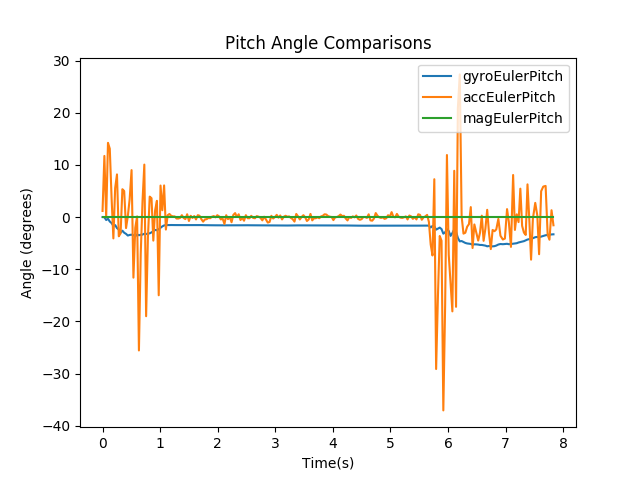 Pitch Angle Comparisons
30
20
10
0
−10
−20
−30
−40
Angle (degrees)
gyroEulerPitch
accEulerPitch
magEulerPitch
0 1 2 3 4 5 6 7 8
Time(s)